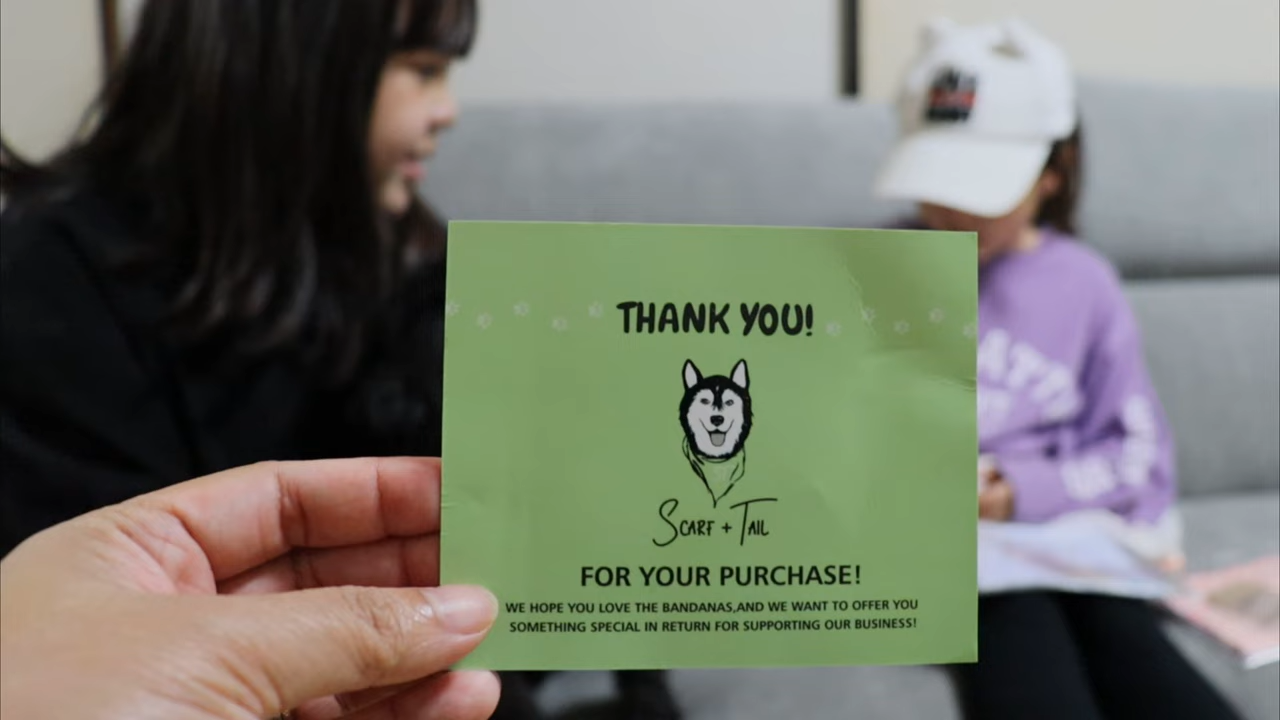 THANK YOU!
SCARF + TAIL
FOR YOUR PURCHASE!
WE HOPE YOU LOVE THE BANDANAS,AND WE WANT TO OFFER YOU
SOMETHING SPECIAL IN RETURN FOR SUPPORTING OUR BUSINESS!